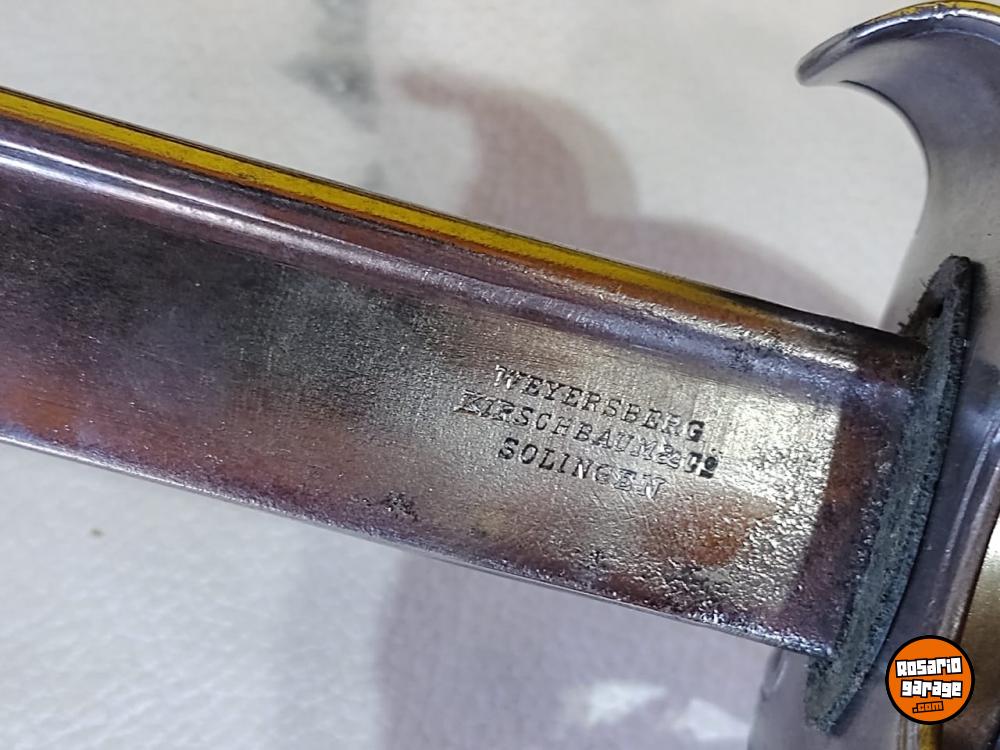 WEYERSBERG
KIRSCHBAUM & Cº
SOLINGEN
ROSARIO
garage
.com